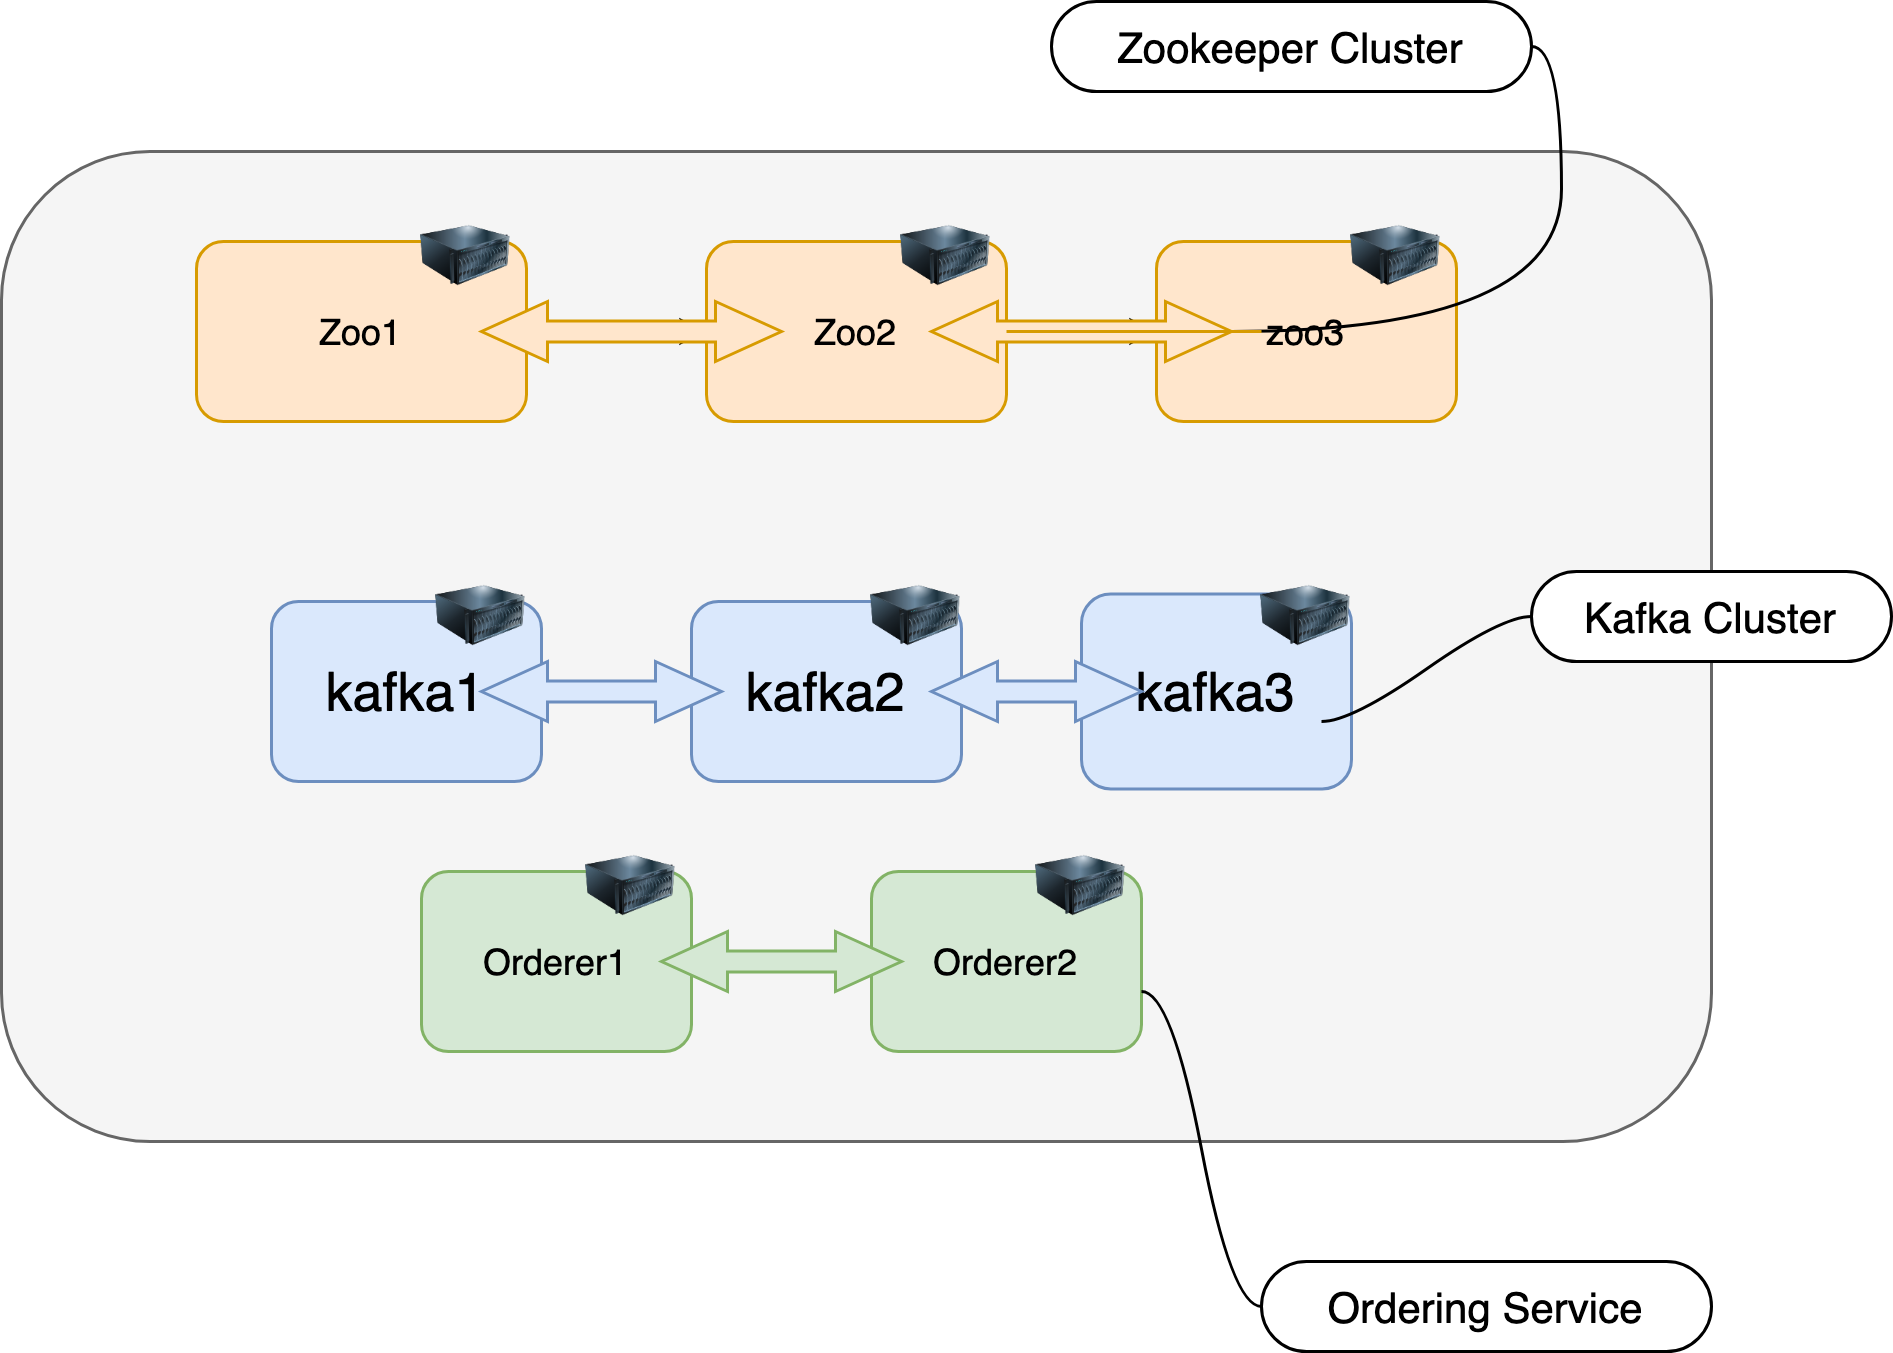 Zookeeper Cluster
Zoo1
Zoo2
zoo3
Kafka Cluster
kafka1
kafka2
kafka3
Orderer1
Orderer2
Ordering Service